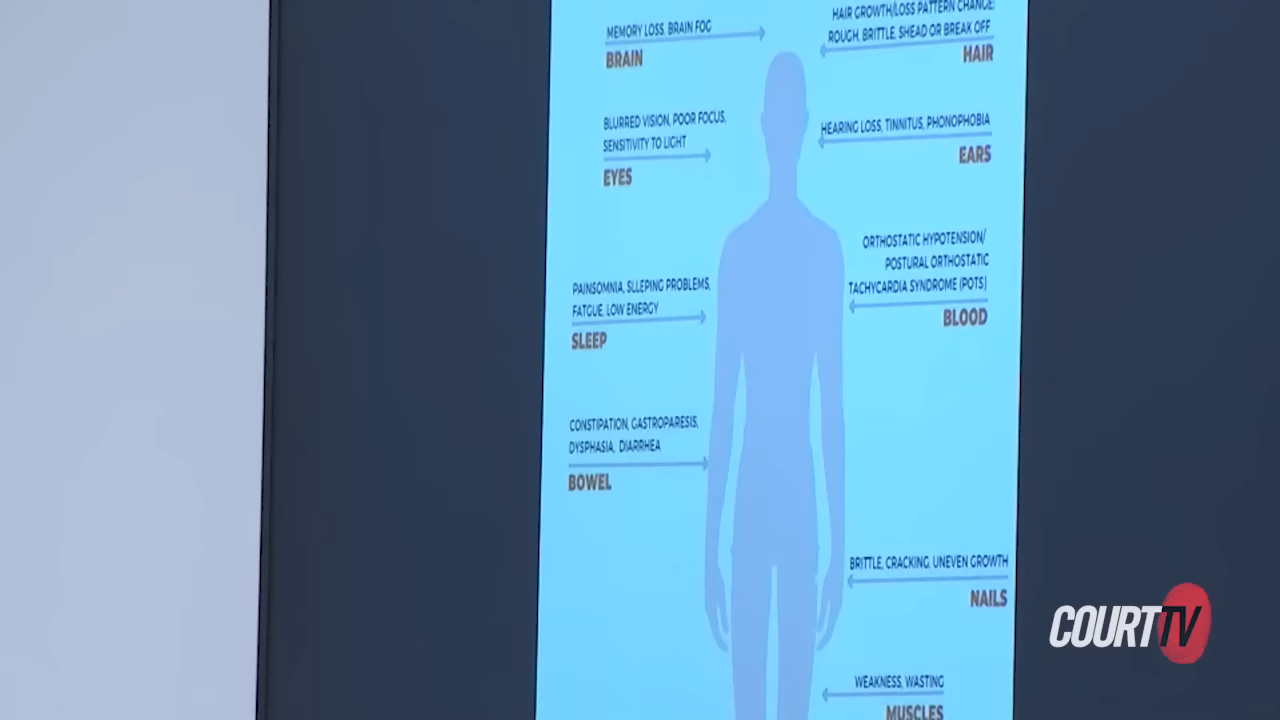 MEMORY LOSS, BRAIN FOG
BRAIN
HAIR GROWTH/LOSS PATTERN CHANGE:
ROUGH, BRITTLE, SHEAD OR BREAK OFF
HAIR
BLURRED VISION, POOR FOCUS,
SENSITIVITY TO LIGHT
EYES
HEARING LOSS, TINNITUS, PHONOPHOBIA
EARS
ORTHOSTATIC HYPOTENSION/
POSTURAL ORTHOSTATIC
TACHYCARDIA SYNDROME (POTS)
BLOOD
PAINSOMNIA, SLLEPING PROBLEMS,
FATGUE, LOW ENERGY
SLEEP
CONSTIPATION, GASTROPARESIS,
DYSPHASIA, DIARRHEA
BOWEL
BRITTLE, CRACKING, UNEVEN GROWTH
NAILS
WEAKNESS, WASTING
MUSCLES
COURT TV